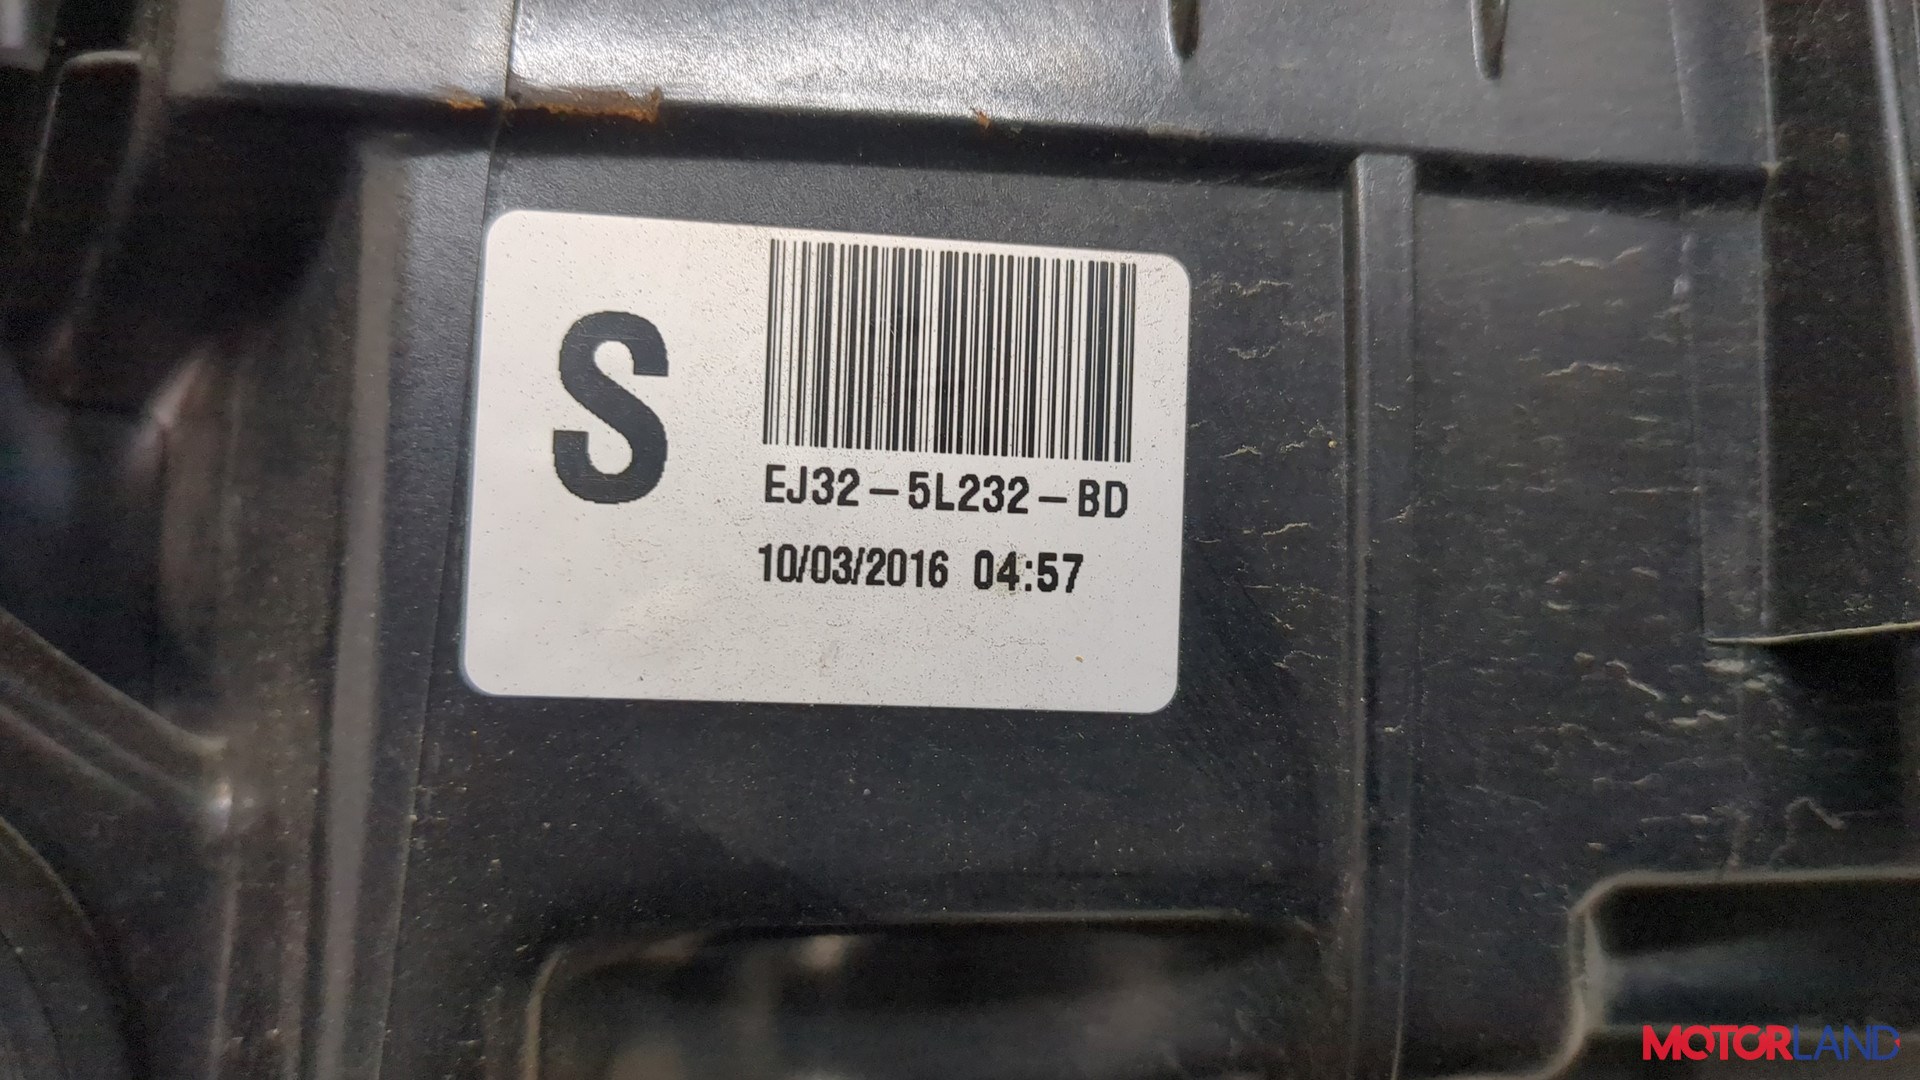 S
EJ32-5L232-BD
10/03/2016 04:57
MOTORLAND